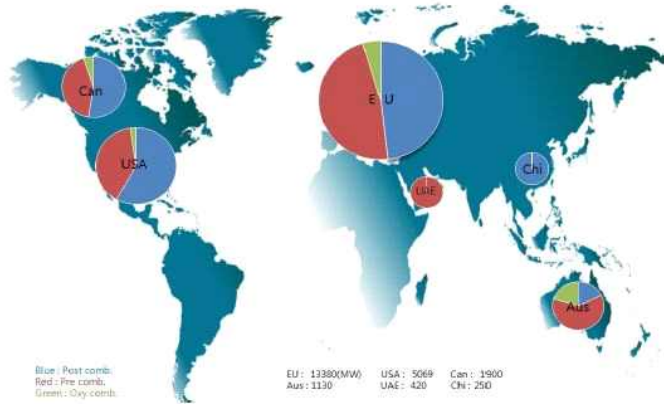 Can
E U
USA
Chi
UAE
Aus
Blue : Post comb.
Red : Pre comb.
Green : Oxy comb.
EU : 13380(MW) USA : 5069 Can : 1900
Aus : 1130 UAE : 420 Chi : 250